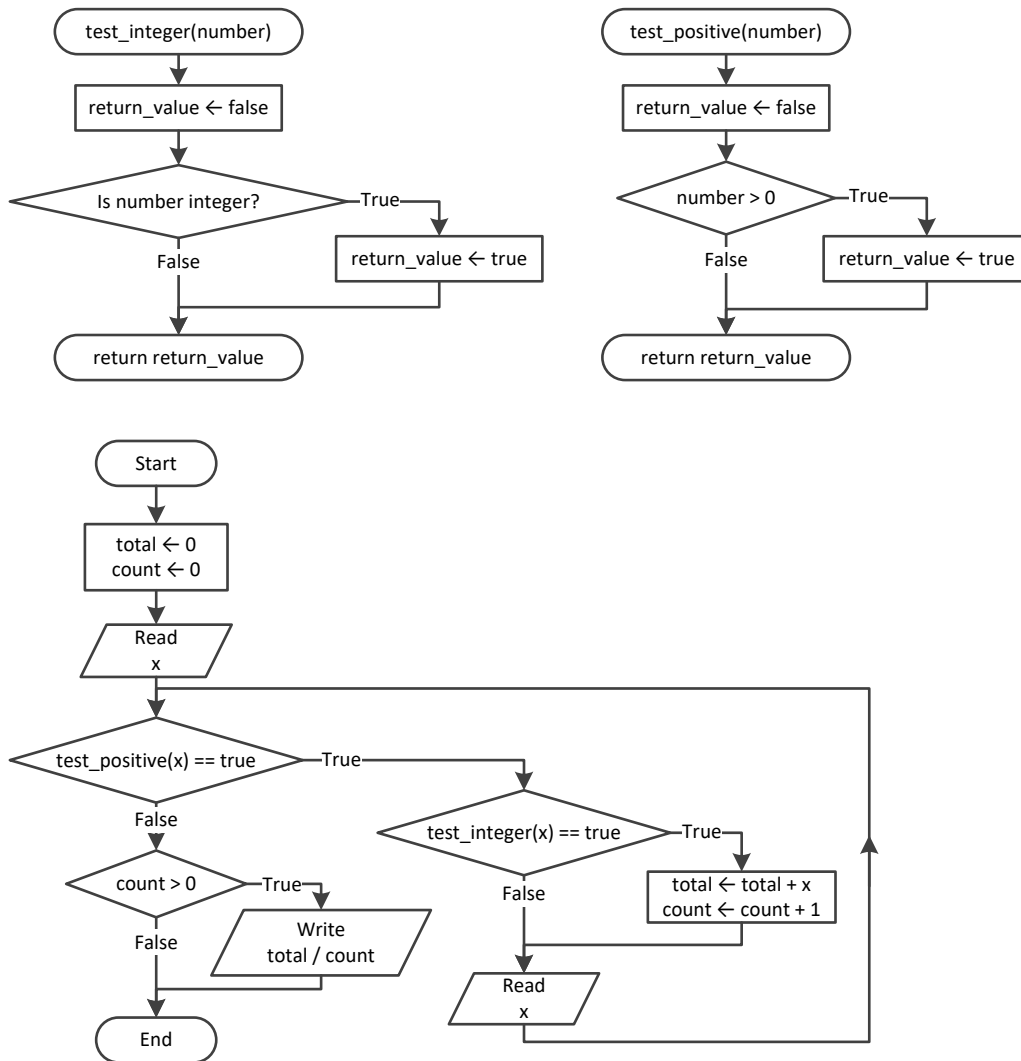 test_integer(number)
return_value ← false
Is number integer?
True
return_value ← true
False
return return_value
test_positive(number)
return_value ← false
number > 0
True
return_value ← true
False
return return_value
Start
total ← 0
count ← 0
Read
x
test_positive(x) == true
True
False
test_integer(x) == true
True
total ← total + x
count ← count + 1
False
Read
x
count > 0
True
Write
total / count
False
End